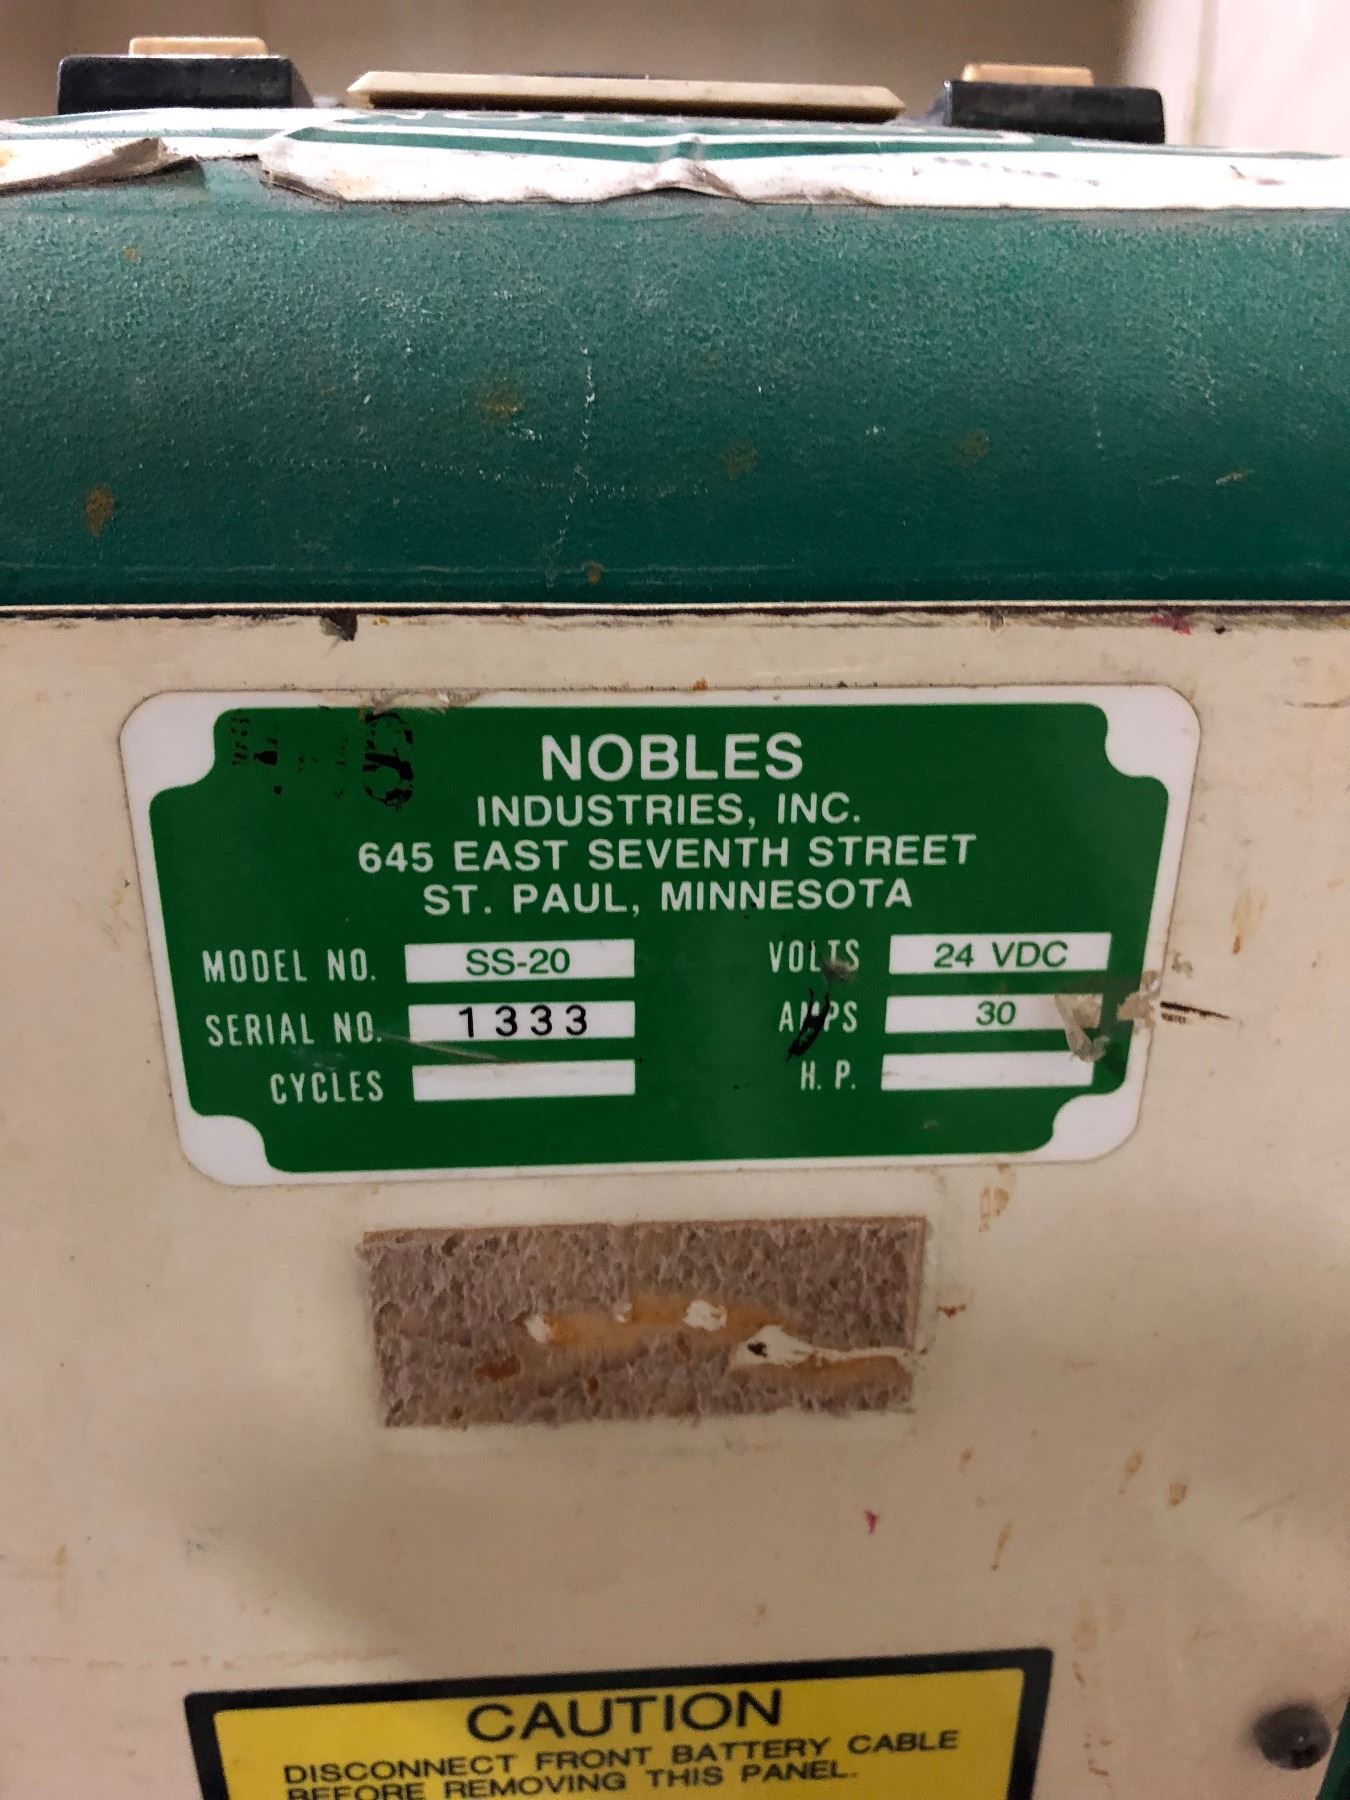 NOBLES
INDUSTRIES, INC.
645 EAST SEVENTH STREET
ST. PAUL, MINNESOTA
MODEL NO. SS-20 VOLTS 24 VDC
SERIAL NO. 1333 AMPS 30
CYCLES H. P.
CAUTION
DISCONNECT FRONT BATTERY CABLE
BEFORE REMOVING THIS PANEL.